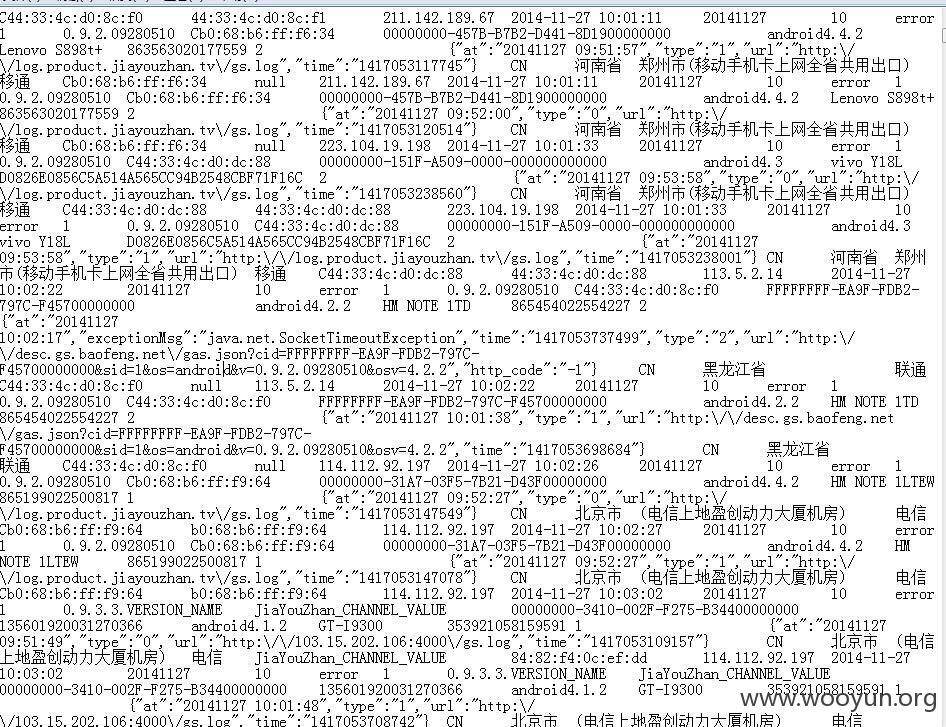 C44:33:4c:d0:8c:f0 44:33:4c:d0:8c:f1 211.142.189.67 2014-11-27 10:01:11 20141127 10 error
1 0.9.2.09280510 Cb0:68:b6:ff:f6:34 00000000-457B-B7B2-D441-8D1900000000 android4.4.2
Lenovo S898t+ 863563020177559 2 {"at":"20141127 09:51:57","type":"1","url":"http:\/
\/log.product.jiayouzhan.tv\/gs.log","time":"1417053117745"} CN 河南省 郑州市(移动手机卡上网全省共用出口)
移通 Cb0:68:b6:ff:f6:34 null 211.142.189.67 2014-11-27 10:01:11 20141127 10 error 1
0.9.2.09280510 Cb0:68:b6:ff:f6:34 00000000-457B-B7B2-D441-8D1900000000 android4.4.2 Lenovo S898t+
863563020177559 2 {"at":"20141127 09:52:00","type":"0","url":"http:\/
\/log.product.jiayouzhan.tv\/gs.log","time":"1417053120514"} CN 河南省 郑州市(移动手机卡上网全省共用出口)
移通 Cb0:68:b6:ff:f6:34 null 223.104.19.198 2014-11-27 10:01:33 20141127 10 error 1
0.9.2.09280510 C44:33:4c:d0:dc:88 00000000-151F-A509-0000-000000000000 android4.3 vivo Y18L
D0826E0856C5A514A565CC94B2548CBF71F16C 2 {"at":"20141127 09:53:58","type":"0","url":"http:\/
\/log.product.jiayouzhan.tv\/gs.log","time":"1417053238560"} CN 河南省 郑州市(移动手机卡上网全省共用出口)
移通 C44:33:4c:d0:dc:88 44:33:4c:d0:dc:88 223.104.19.198 2014-11-27 10:01:33 20141127 10
error 1 0.9.2.09280510 C44:33:4c:d0:dc:88 00000000-151F-A509-0000-000000000000 android4.3
vivo Y18L D0826E0856C5A514A565CC94B2548CBF71F16C 2 {"at":"20141127
09:53:58","type":"1","url":"http:\/\/log.product.jiayouzhan.tv\/gs.log","time":"1417053238001"} CN 河南省 郑州
市(移动手机卡上网全省共用出口) 移通 C44:33:4c:d0:dc:88 44:33:4c:d0:dc:88 113.5.2.14 2014-11-27
10:02:22 20141127 10 error 1 0.9.2.09280510 C44:33:4c:d0:8c:f0 FFFFFFFF-EA9F-FDB2-
797C-F45700000000 android4.2.2 HM NOTE 1TD 865454022554227 2
{"at":"20141127
10:02:17","exceptionMsg":"java.net.SocketTimeoutException","time":"1417053737499","type":"2","url":"http:\/
\/desc.gs.baofeng.net\/gas.json?cid=FFFFFFFF-EA9F-FDB2-797C-
F45700000000&sid=1&os=android&v=0.9.2.09280510&osv=4.2.2","http_code":"-1"} CN 黑龙江省 联通
C44:33:4c:d0:8c:f0 null 113.5.2.14 2014-11-27 10:02:22 20141127 10 error 1
0.9.2.09280510 C44:33:4c:d0:8c:f0 FFFFFFFF-EA9F-FDB2-797C-F45700000000 android4.2.2 HM NOTE 1TD
865454022554227 2 {"at":"20141127 10:01:38","type":"1","url":"http:\/\/desc.gs.baofeng.net
\/gas.json?cid=FFFFFFFF-EA9F-FDB2-797C-
F45700000000&sid=1&os=android&v=0.9.2.09280510&osv=4.2.2","time":"1417053698684"} CN 黑龙江省
联通 C44:33:4c:d0:8c:f0 null 114.112.92.197 2014-11-27 10:02:26 20141127 10 error 1
0.9.2.09280510 C44:33:4c:d0:8c:f0 00000000-31A7-03F5-7B21-D43F00000000 android4.4.2 HM NOTE 1LTEW
865199022500817 1 {"at":"20141127 09:52:27","type":"0","url":"http:\/
\/log.product.jiayouzhan.tv\/gs.log","time":"1417053147549"} CN 北京市 (电信上地盈创动力大厦机房) 电信
Cb0:68:b6:ff:f9:64 b0:68:b6:ff:f9:64 114.112.92.197 2014-11-27 10:02:27 20141127 10 error
1 0.9.2.09280510 Cb0:68:b6:ff:f9:64 00000000-31A7-03F5-7B21-D43F00000000 android4.4.2 HM
NOTE 1LTEW 865199022500817 1 {"at":"20141127 09:52:27","type":"1","url":"http:\/
\/log.product.jiayouzhan.tv\/gs.log","time":"1417053147078"} CN 北京市 (电信上地盈创动力大厦机房) 电信
Cb0:68:b6:ff:f9:64 null 114.112.92.197 2014-11-27 10:03:02 20141127 10 error
1 0.9.3.3.VERSION_NAME JiaYouZhan_CHANNEL_VALUE 00000000-3410-002F-F275-B34400000000
135601920031270366 android4.1.2 GT-I9300 353921058159591 1 {"at":"20141127
09:51:49","type":"0","url":"http:\/\/103.15.202.106:4000\/gs.log","time":"1417053109157"} CN 北京市 (电信
上地盈创动力大厦机房) 电信 JiaYouZhan_CHANNEL_VALUE 84:82:f4:0c:ef:dd 114.112.92.197 2014-11-27
10:03:02 20141127 10 error 1 0.9.3.3.VERSION_NAME JiaYouZhan_CHANNEL_VALUE
00000000-3410-002F-F275-B34400000000 135601920031270366 android4.1.2 GT-I9300 353921058159591 1
{"at":"20141127 10:01:48","type":"1","url":"http:\/
\/103.15.202.106:4000\/gs.log","time":"1417053708742"} CN 北京市 (电信上地盈创动力大厦机房) 电信
www.wooyun.org